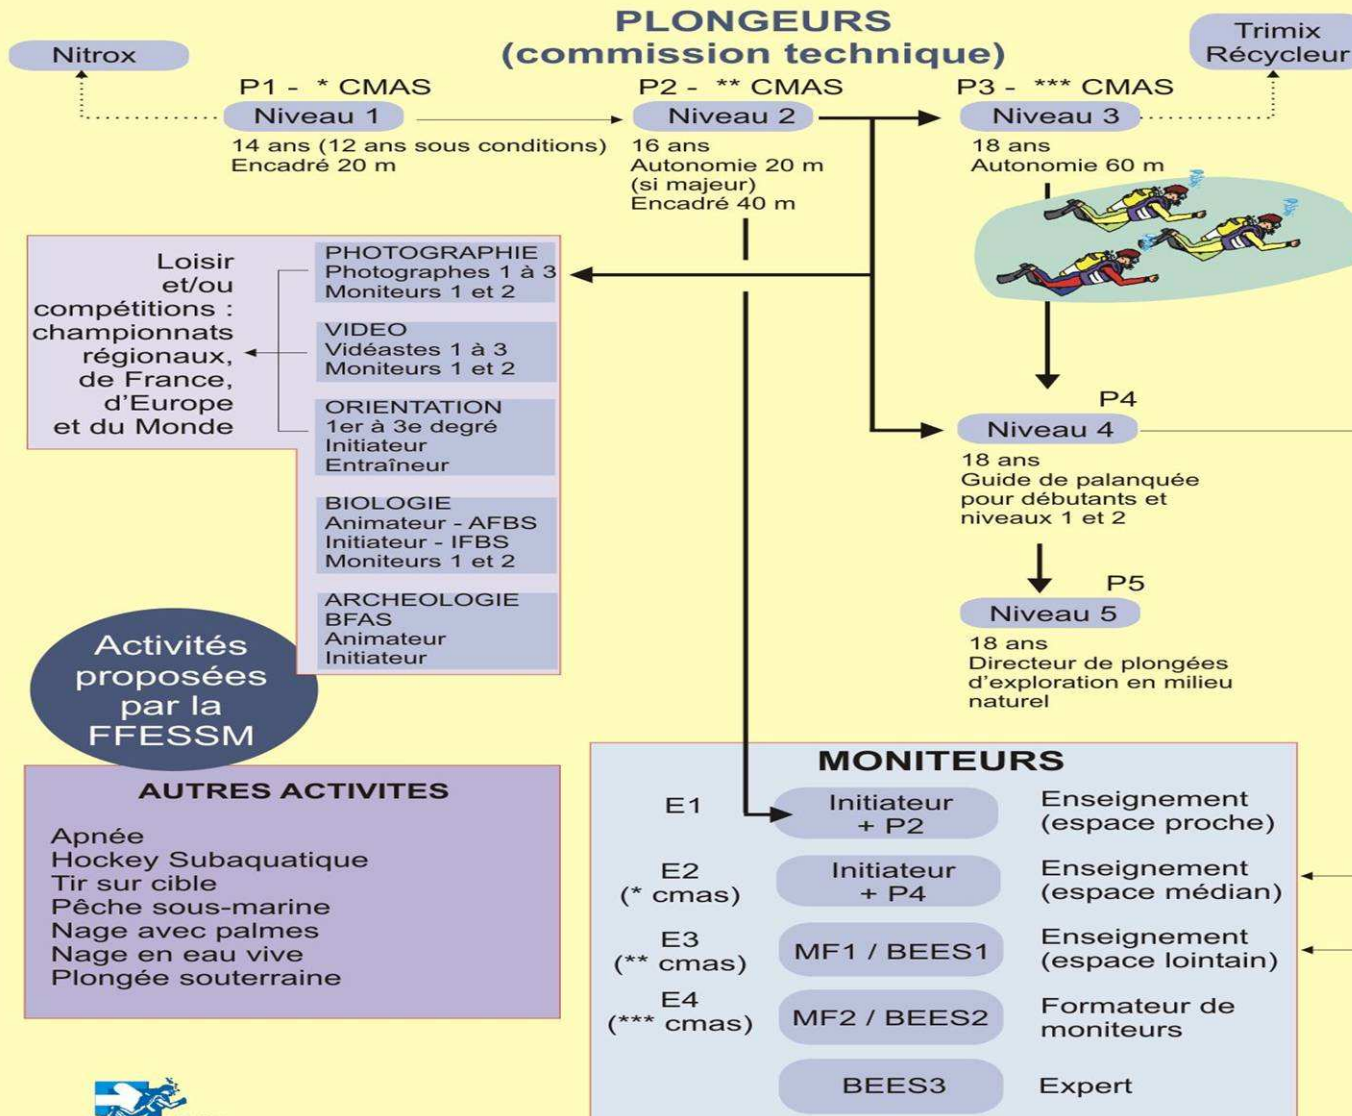 PLONGEURS
(commission technique)
Nitrox
Trimix
Récycleur
P1 - * CMAS
Niveau 1
14 ans (12 ans sous conditions)
Encadré 20 m
P2 - ** CMAS
Niveau 2
16 ans
Autonomie 20 m
(si majeur)
Encadré 40 m
P3 - *** CMAS
Niveau 3
18 ans
Autonomie 60 m
Loisir
et/ou
compétitions :
championnats
régionaux,
de France,
d'Europe
et du Monde
PHOTOGRAPHIE
Photographes 1 à 3
Moniteurs 1 et 2
VIDEO
Vidéastes 1 à 3
Moniteurs 1 et 2
ORIENTATION
1er à 3e degré
Initiateur
Entraîneur
BIOLOGIE
Animateur - AFBS
Initiateur - IFBS
Moniteurs 1 et 2
ARCHEOLOGIE
BFAS
Animateur
Initiateur
P4
Niveau 4
18 ans
Guide de palanquée
pour débutants et
niveaux 1 et 2
P5
Niveau 5
18 ans
Directeur de plongées
d'exploration en milieu
naturel
Activités
proposées
par la
FFESSM
AUTRES ACTIVITES
Apnée
Hockey Subaquatique
Tir sur cible
Pêche sous-marine
Nage avec palmes
Nage en eau vive
Plongée souterraine
MONITEURS
E1
Initiateur
+ P2
Enseignement
(espace proche)
E2
(* cmas)
Initiateur
+ P4
Enseignement
(espace médian)
E3
(** cmas)
MF1 / BEES1
Enseignement
(espace lointain)
E4
(*** cmas)
MF2 / BEES2
Formateur de
moniteurs
BEES3
Expert